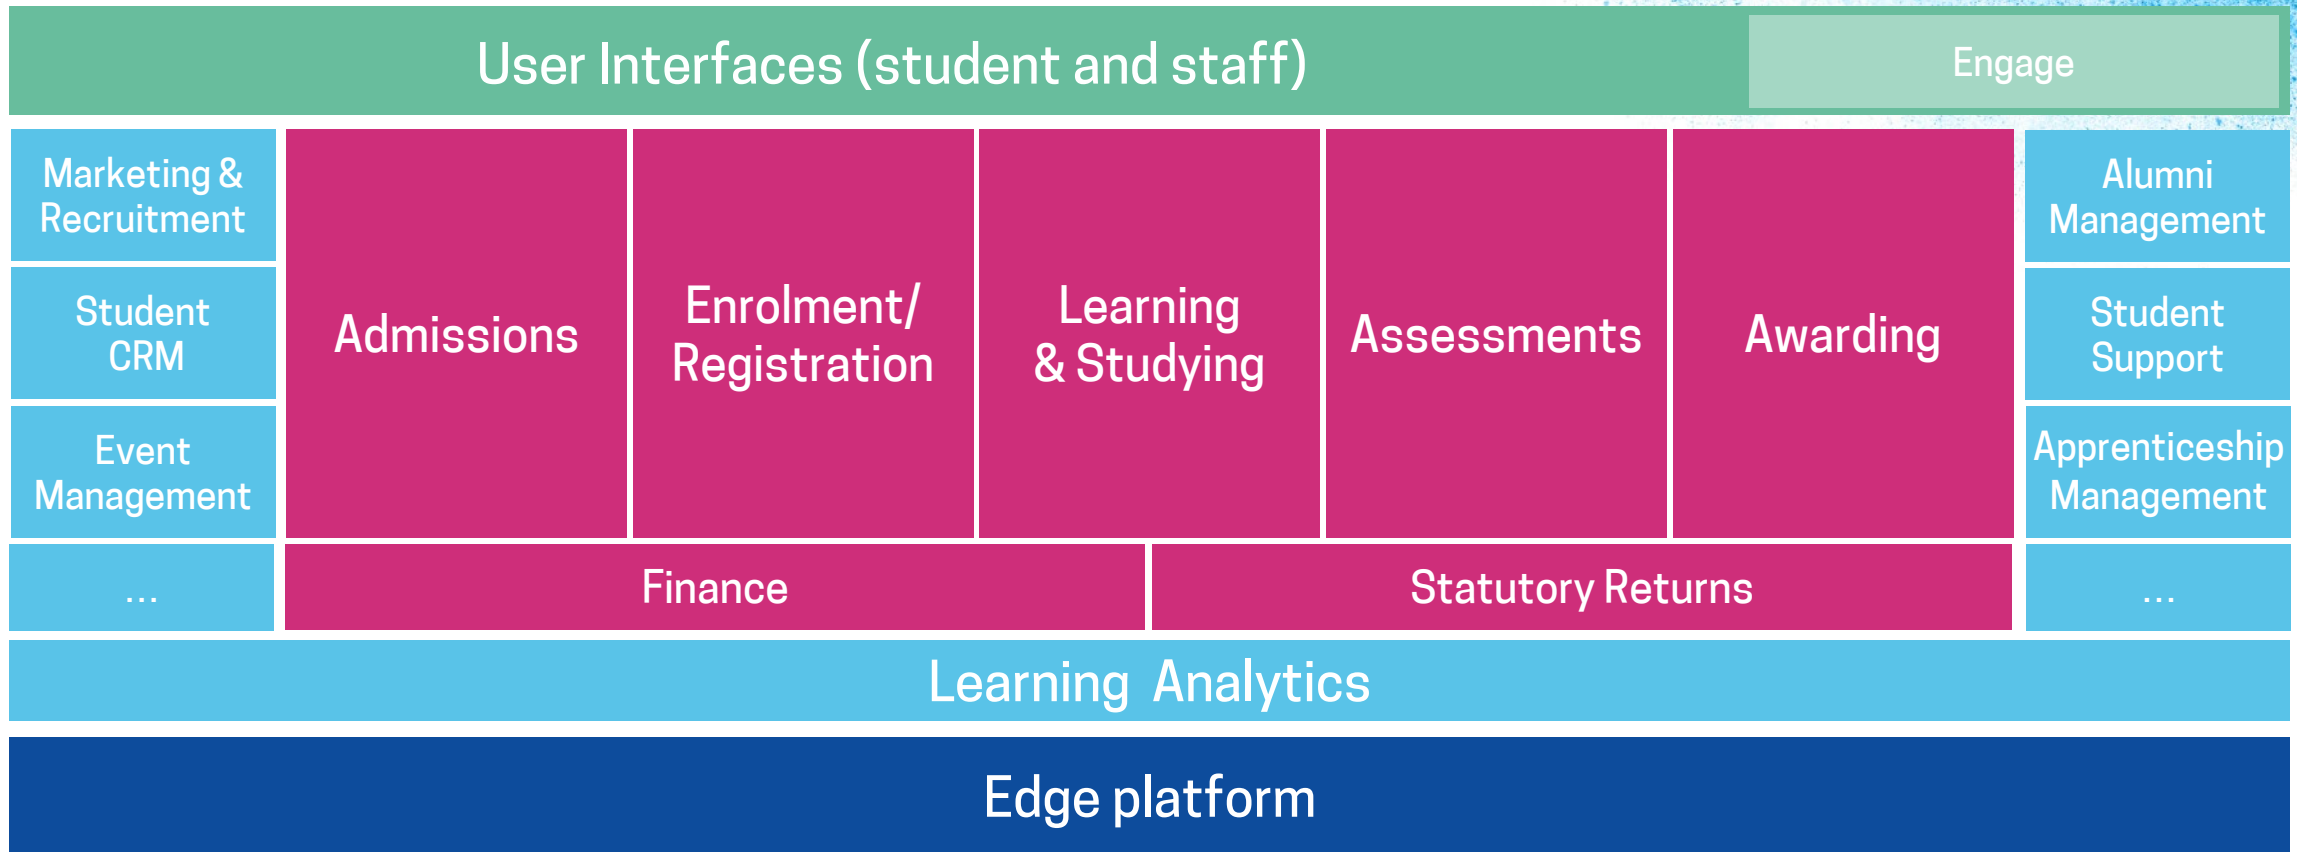 User Interfaces (student and staff)
Engage
Marketing &
Recruitment
Student
CRM
Event
Management
...
Admissions
Enrolment/
Registration
Learning
& Studying
Assessments
Awarding
Finance
Statutory Returns
Alumni
Management
Student
Support
Apprenticeship
Management
...
Learning  Analytics
Edge platform